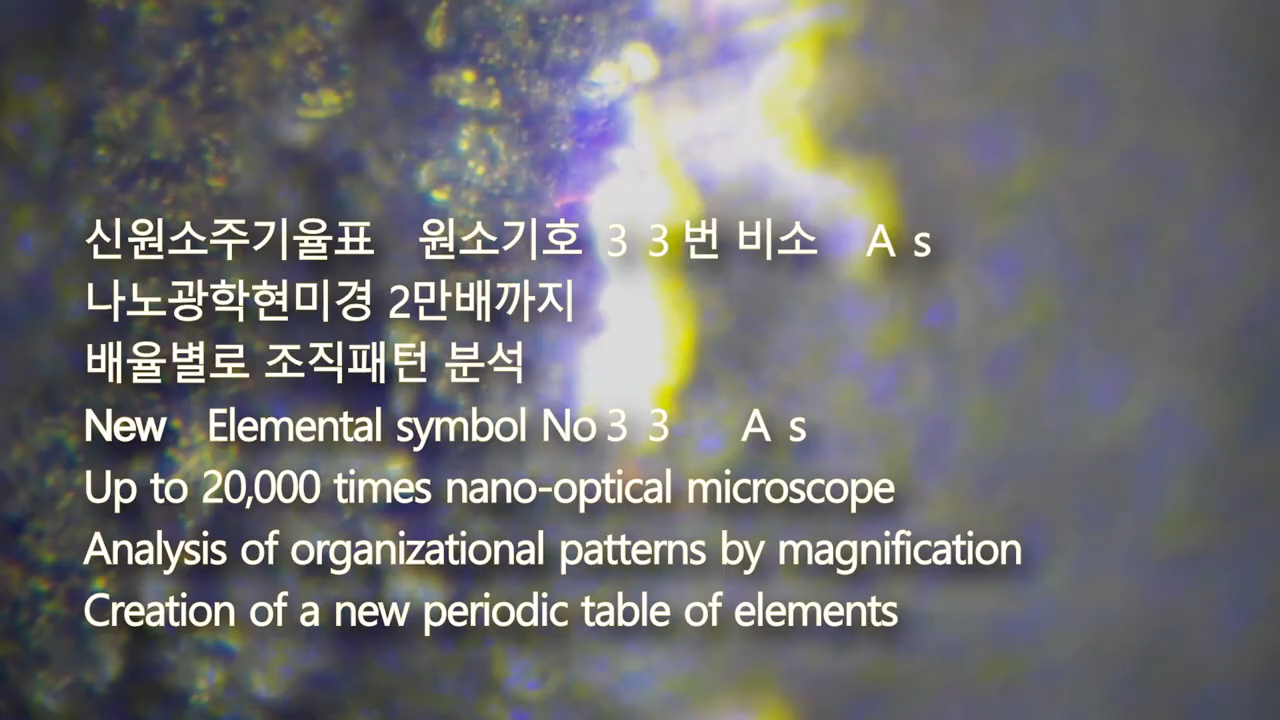 신원소주기율표 원소기호 3 3번 비소 A s
나노광학현미경 2만배까지
배율별로 조직패턴 분석
New Elemental symbol No 3 3 A s
Up to 20,000 times nano-optical microscope
Analysis of organizational patterns by magnification
Creation of a new periodic table of elements